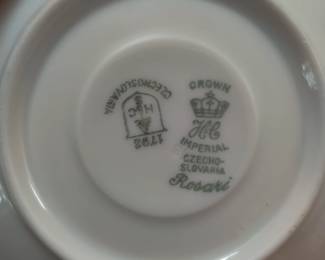 CZECHOSLOVAKIA
H C
1792
CROWN
HC
IMPERIAL
CZECHO-
SLOVAKIA
Rosari